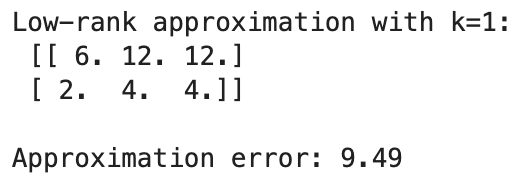 Low-rank approximation with k=1:
[[ 6. 12. 12.]
[ 2.  4.  4.]]
Approximation error: 9.49